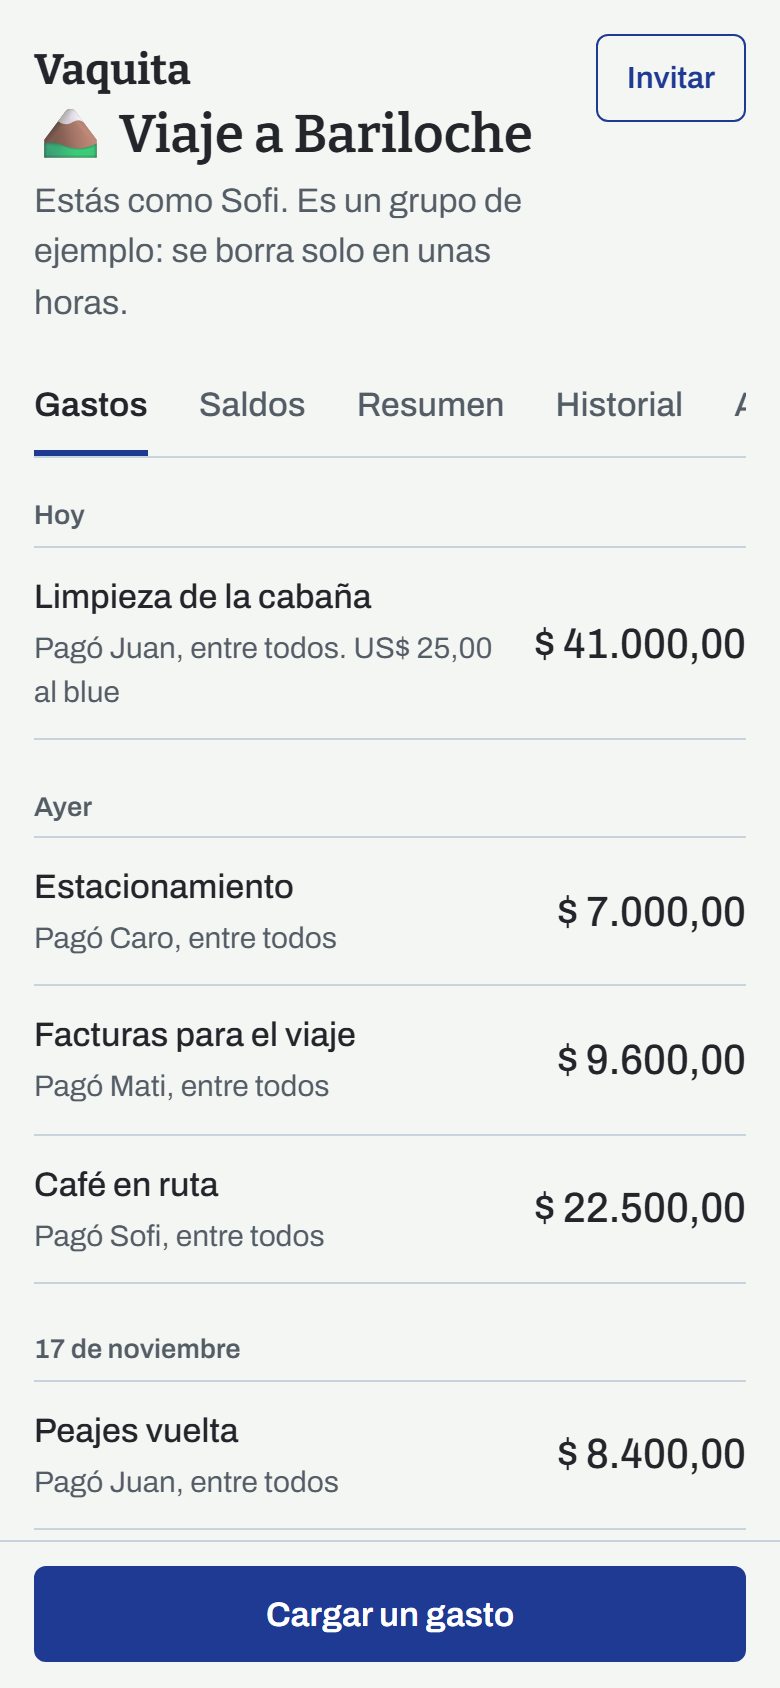 Vaquita
Invitar
Viaje a Bariloche
Estás como Sofi. Es un grupo de
ejemplo: se borra solo en unas
horas.
Gastos Saldos Resumen Historial
Hoy
Limpieza de la cabaña
Pagó Juan, entre todos. US$ 25,00
al blue
$ 41.000,00
Ayer
Estacionamiento
Pagó Caro, entre todos
$ 7.000,00
Facturas para el viaje
Pagó Mati, entre todos
$ 9.600,00
Café en ruta
Pagó Sofi, entre todos
$ 22.500,00
17 de noviembre
Peajes vuelta
Pagó Juan, entre todos
$ 8.400,00
Cargar un gasto